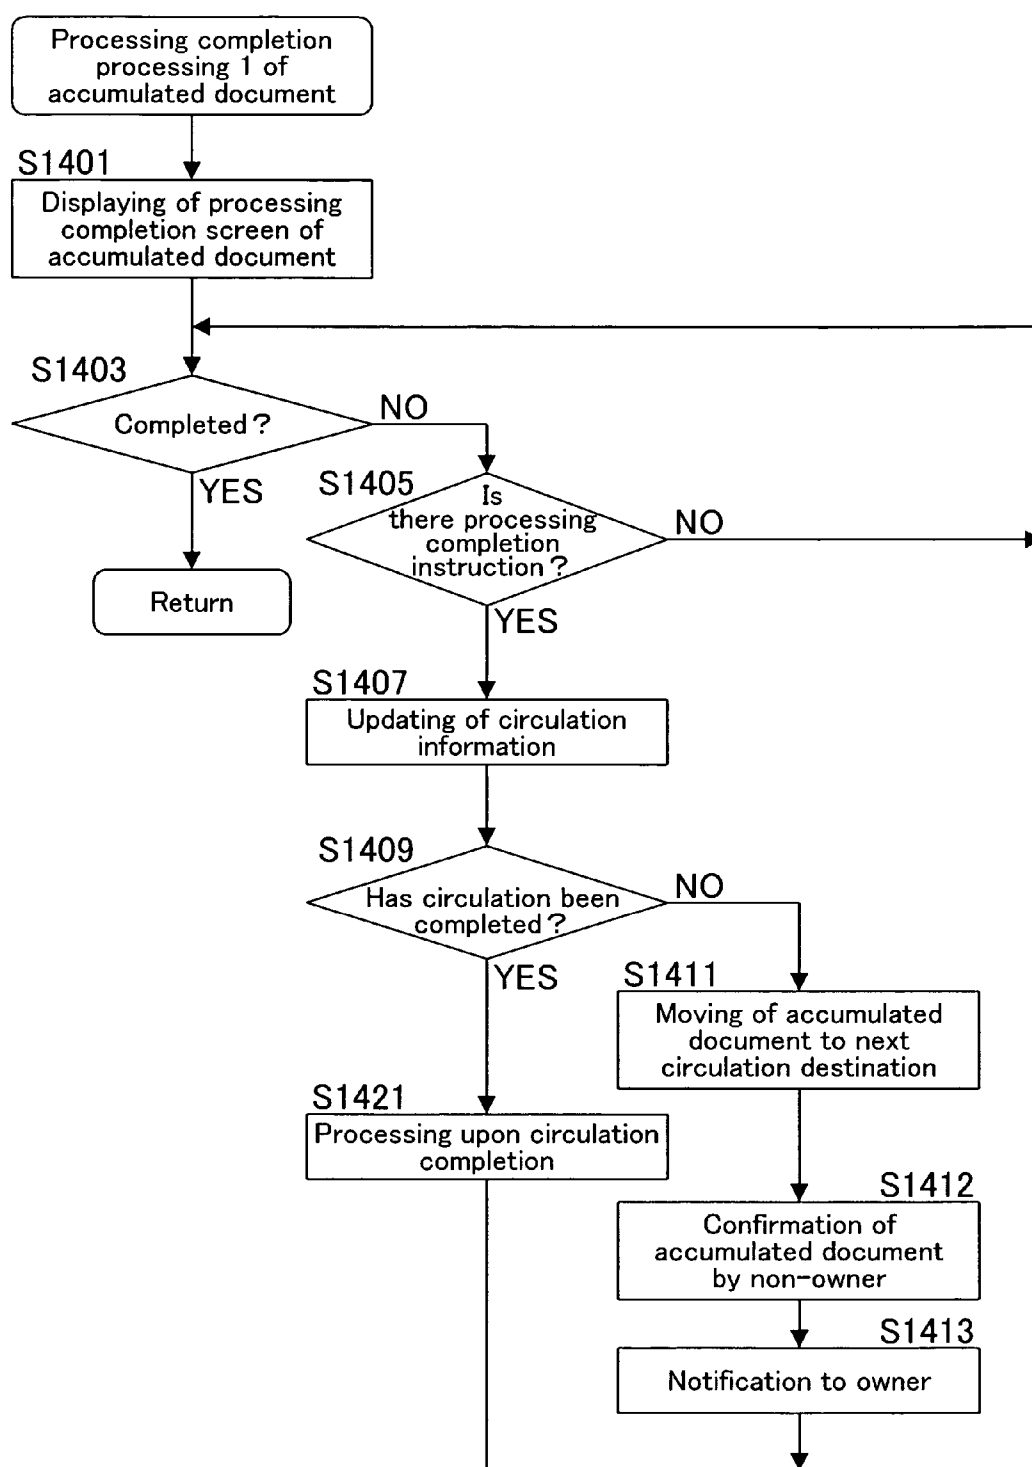 Processing completion
processing 1 of
accumulated document
S1401
Displaying of processing
completion screen of
accumulated document
S1403
Completed?
NO
YES
Return
S1405
Is
there processing
completion
instruction?
NO
YES
S1407
Updating of circulation
information
S1409
Has circulation been
completed?
NO
YES
S1411
Moving of accumulated
document to next
circulation destination
S1421
Processing upon circulation
completion
S1412
Confirmation of
accumulated document
by non-owner
S1413
Notification to owner